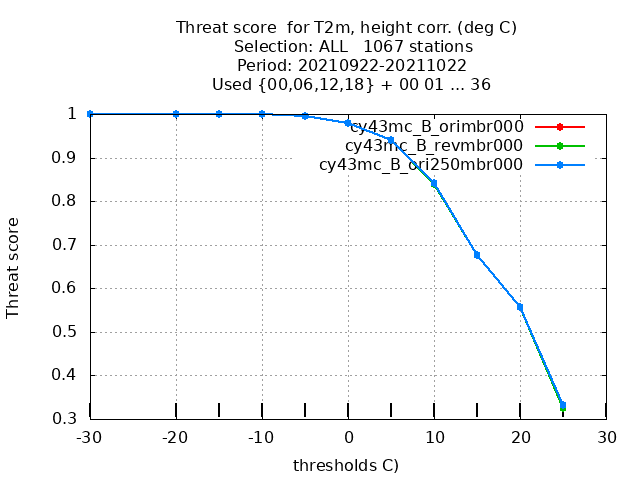 Threat score  for T2m, height corr. (deg C)
Selection: ALL   1067 stations
Period: 20210922-20211022
Used {00,06,12,18} + 00 01 ... 36
cy43mc_B_orimbr000
cy43mc_B_revmbr000
cy43mc_B_ori250mbr000
Threat score
1
0.9
0.8
0.7
0.6
0.5
0.4
0.3
-30 -20 -10 0 10 20 30
thresholds C)